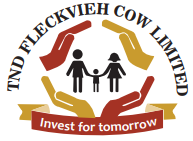 TND FLECKVIEH COW LIMITED
Invest for tomorrow